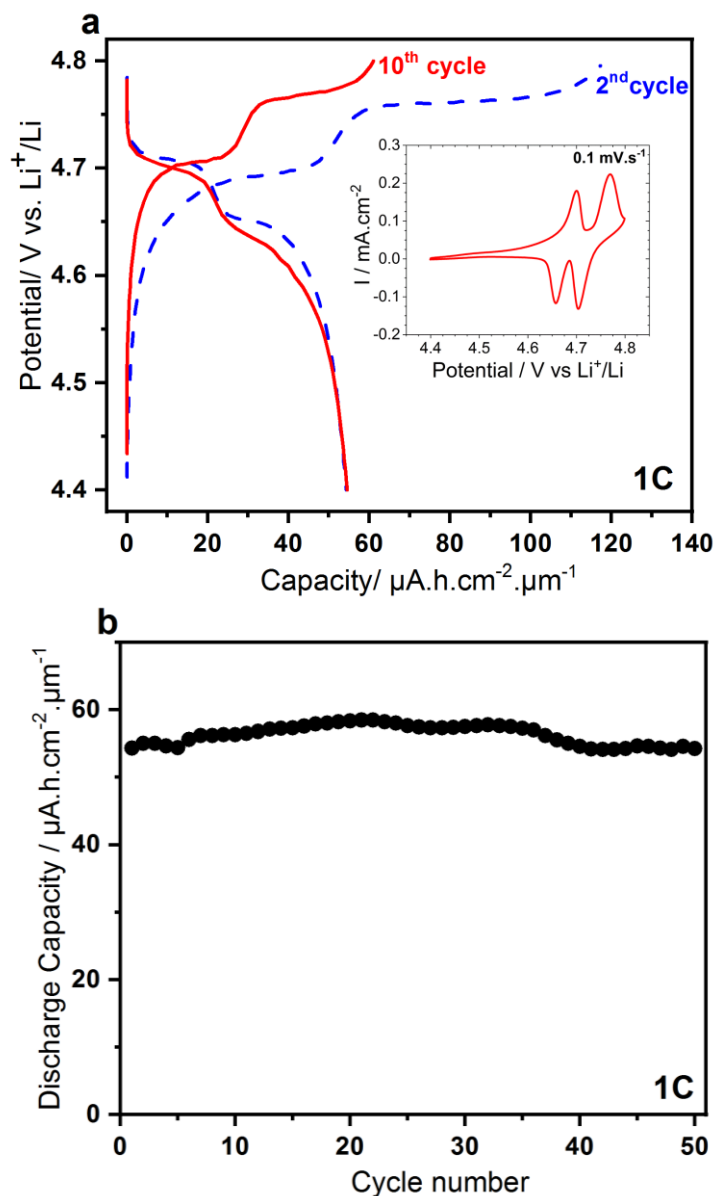 a
4.8
4.7
4.6
4.5
4.4
Potential/ V vs. Li⁺/Li
10ᵗʰ cycle
2ⁿᵈcycle
0.3
0.2
0.1
0.0
-0.1
-0.2
I / mA.cm⁻²
0.1 mV.s⁻¹
4.4 4.5 4.6 4.7 4.8
Potential / V vs Li⁺/Li
1C
0 20 40 60 80 100 120 140
Capacity/ µA.h.cm⁻².µm⁻¹
b
60
40
20
0
Discharge Capacity / µA.h.cm⁻².µm⁻¹
1C
0 10 20 30 40 50
Cycle number